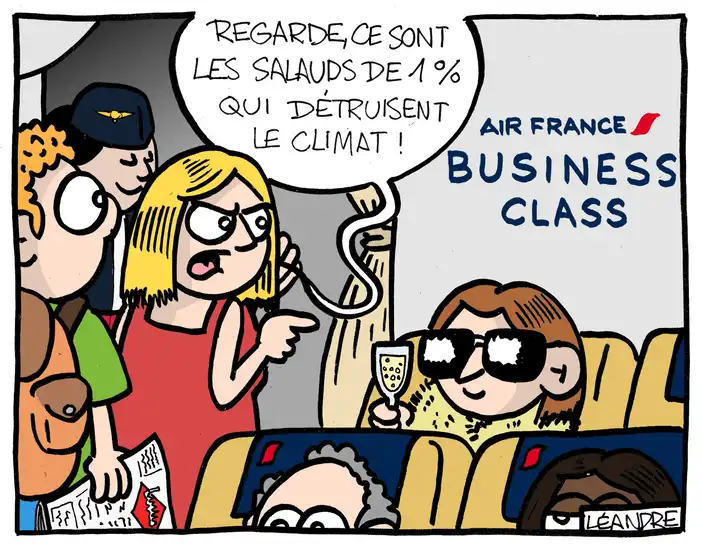 REGARDE, CE SONT
LES SALAUDS DE 1%
QUI DÉTRUISENT
LE CLIMAT !
AIR FRANCE
BUSINESS
CLASS
LÉANDRE